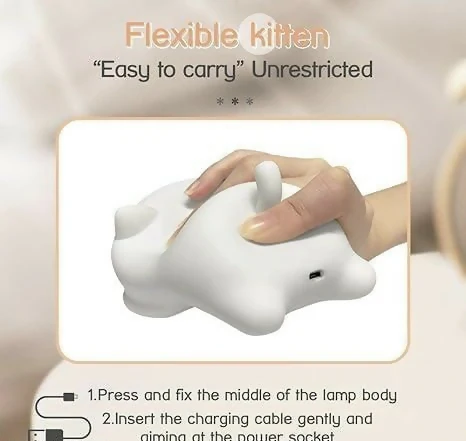 Flexible kitten
“Easy to carry” Unrestricted
* * *
1.Press and fix the middle of the lamp body
2.Insert the charging cable gently and
aiming at the power socket